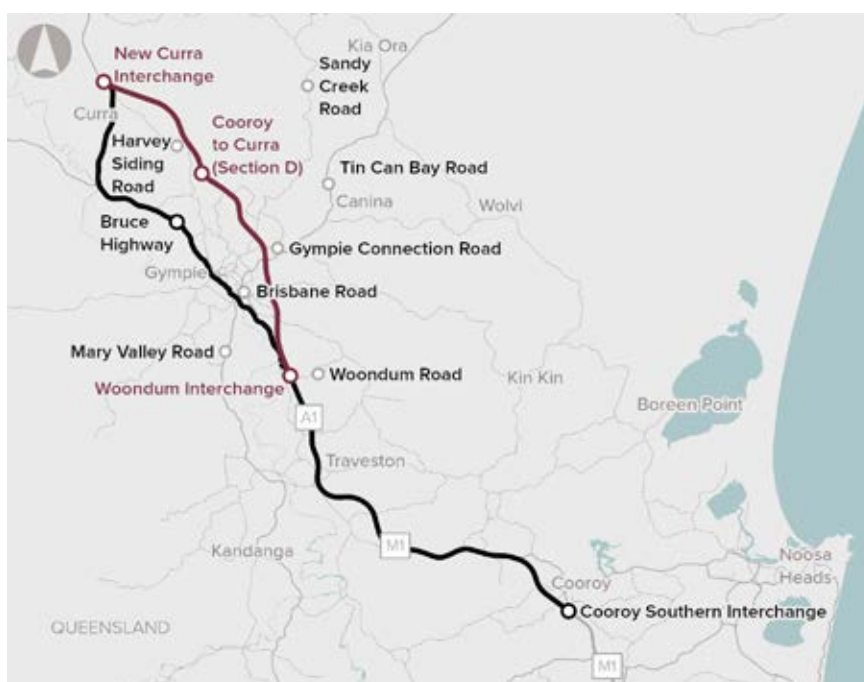 Kia Ora
New Curra
Interchange
Sandy
Creek
Road
Curra
Cooroy
to Curra
(Section D)
Harvey
Siding
Road
Tin Can Bay Road
Canina
Wolvi
Bruce
Highway
Gympie Connection Road
Gympie
Brisbane Road
Mary Valley Road
Woondum Interchange
Woondum Road
Kin Kin
Boreen Point
A1
Traveston
M1
Kandanga
Cooroy
Noosa
Heads
Cooroy Southern Interchange
QUEENSLAND
M1